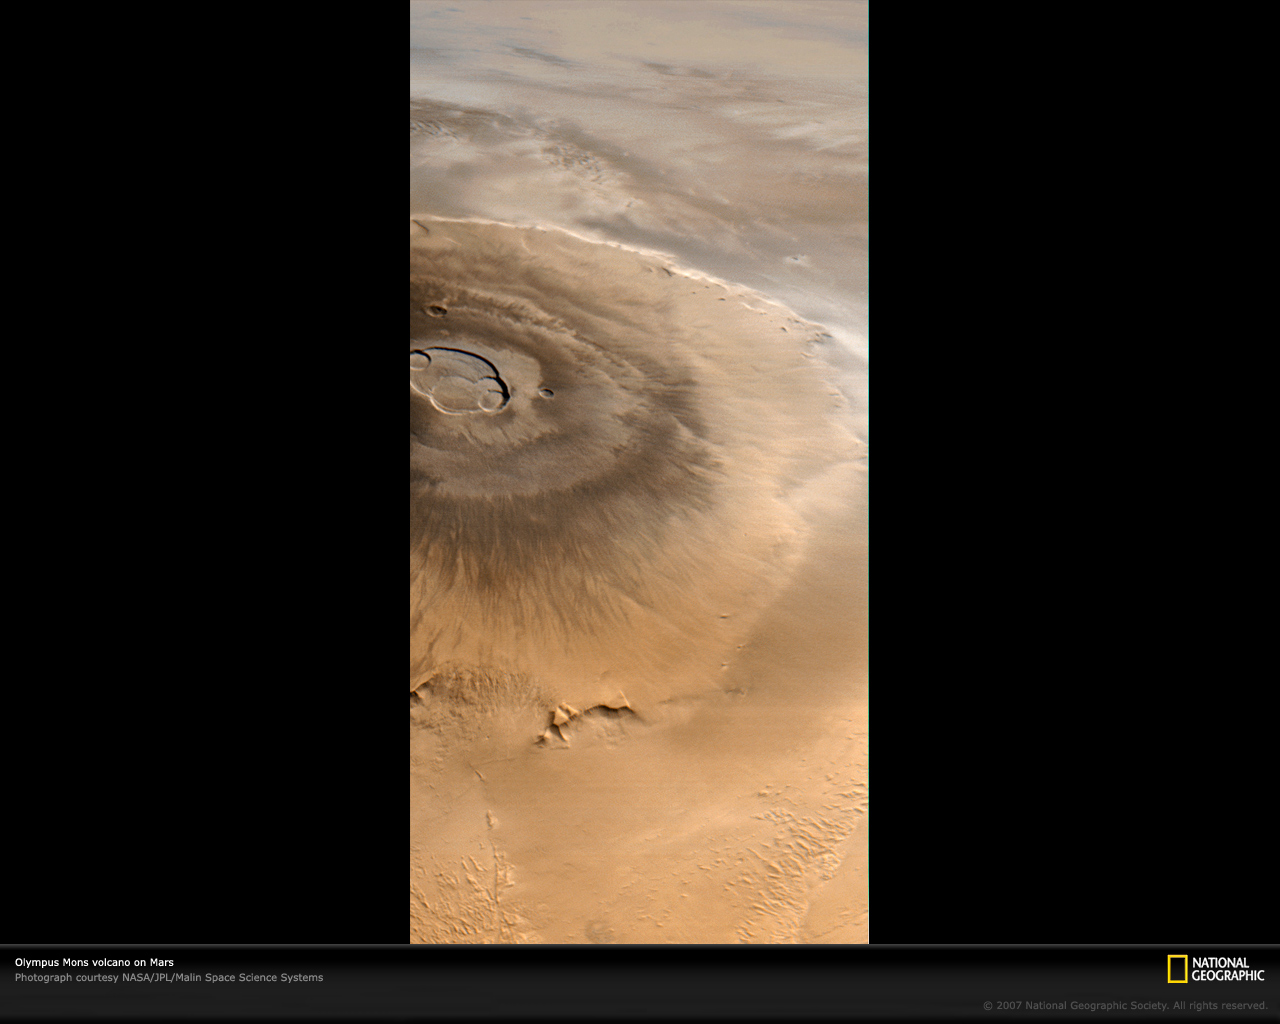 Olympus Mons volcano on Mars
Photograph courtesy NASA/JPL/Malin Space Science Systems
NATIONAL
GEOGRAPHIC
© 2007 National Geographic Society. All rights reserved.